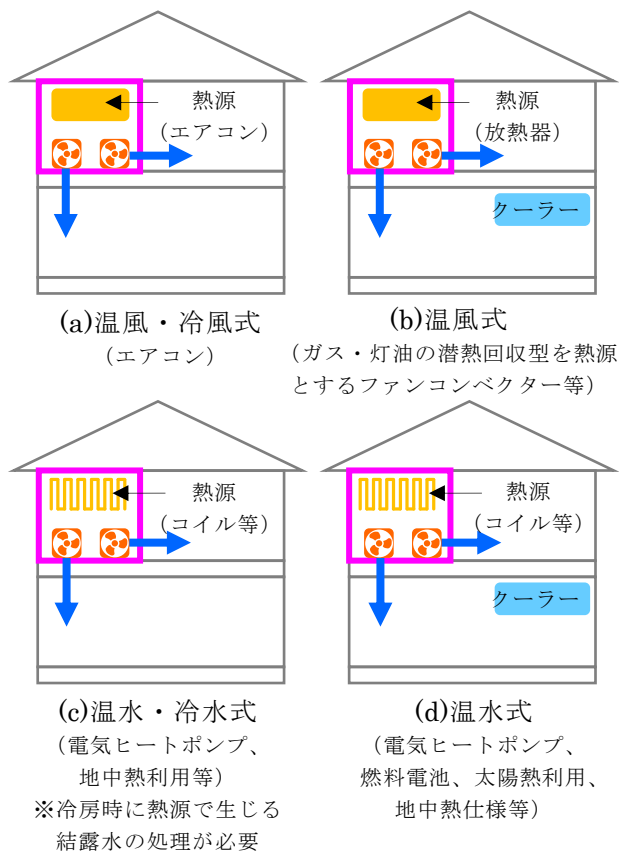 熱源
（エアコン）
(a)温風・冷風式
（エアコン）
熱源
（放熱器）
クーラー
(b)温風式
（ガス・灯油の潜熱回収型を熱源
とするファンコンベクター等）
熱源
（コイル等）
(c)温水・冷水式
（電気ヒートポンプ、
地中熱利用等）
※冷房時に熱源で生じる
結露水の処理が必要
熱源
（コイル等）
クーラー
(d)温水式
（電気ヒートポンプ、
燃料電池、太陽熱利用、
地中熱仕様等）